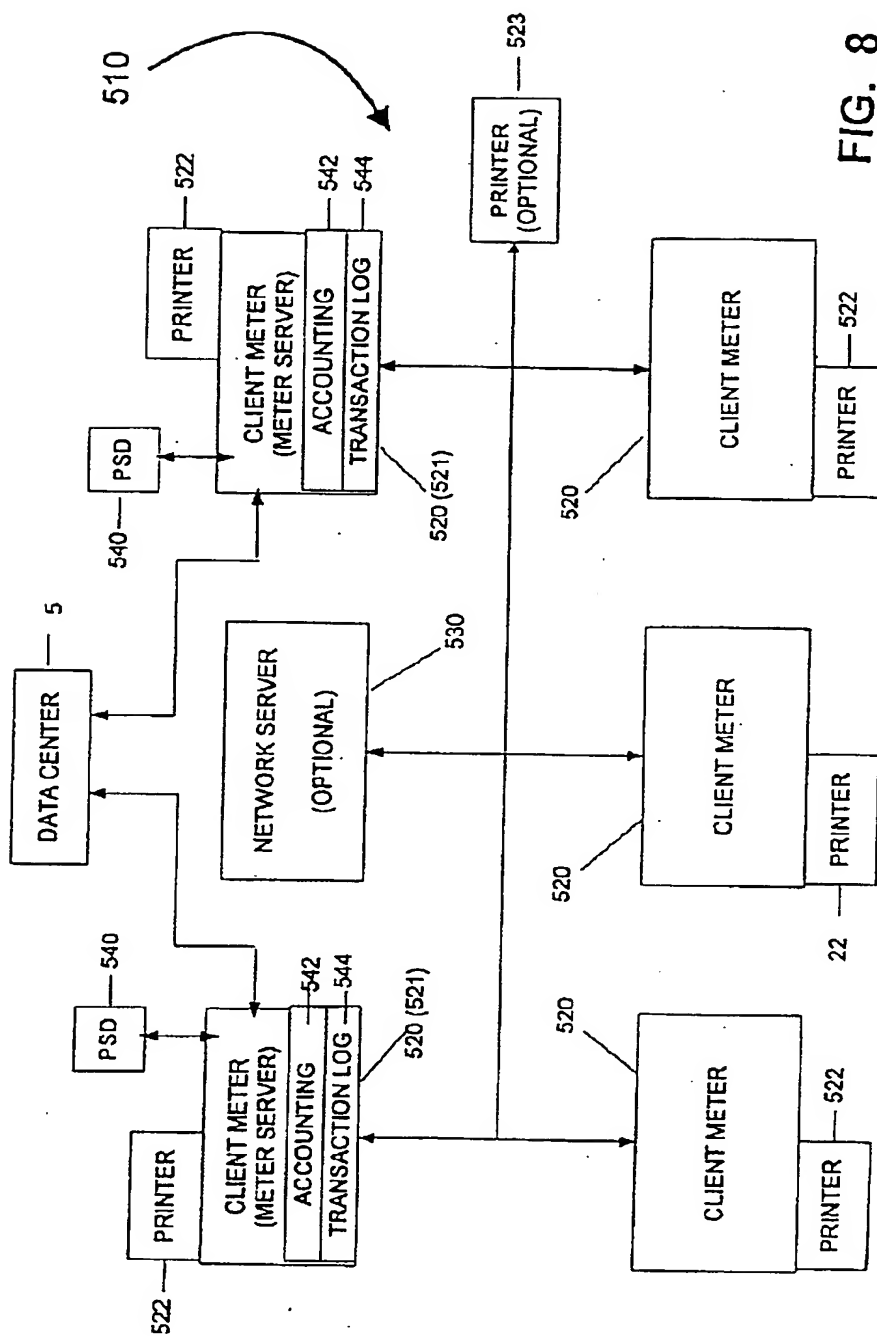 510
5
DATA CENTER
540
PSD
522
PRINTER
CLIENT METER
(METER SERVER)
ACCOUNTING
542
TRANSACTION LOG
544
520 (521)
NETWORK SERVER
(OPTIONAL)
530
540
PSD
PRINTER
522
CLIENT METER
(METER SERVER)
ACCOUNTING
542
TRANSACTION LOG
544
520 (521)
PRINTER
(OPTIONAL)
523
520
CLIENT METER
PRINTER
522
520
CLIENT METER
PRINTER
22
520
CLIENT METER
PRINTER
522
FIG. 8